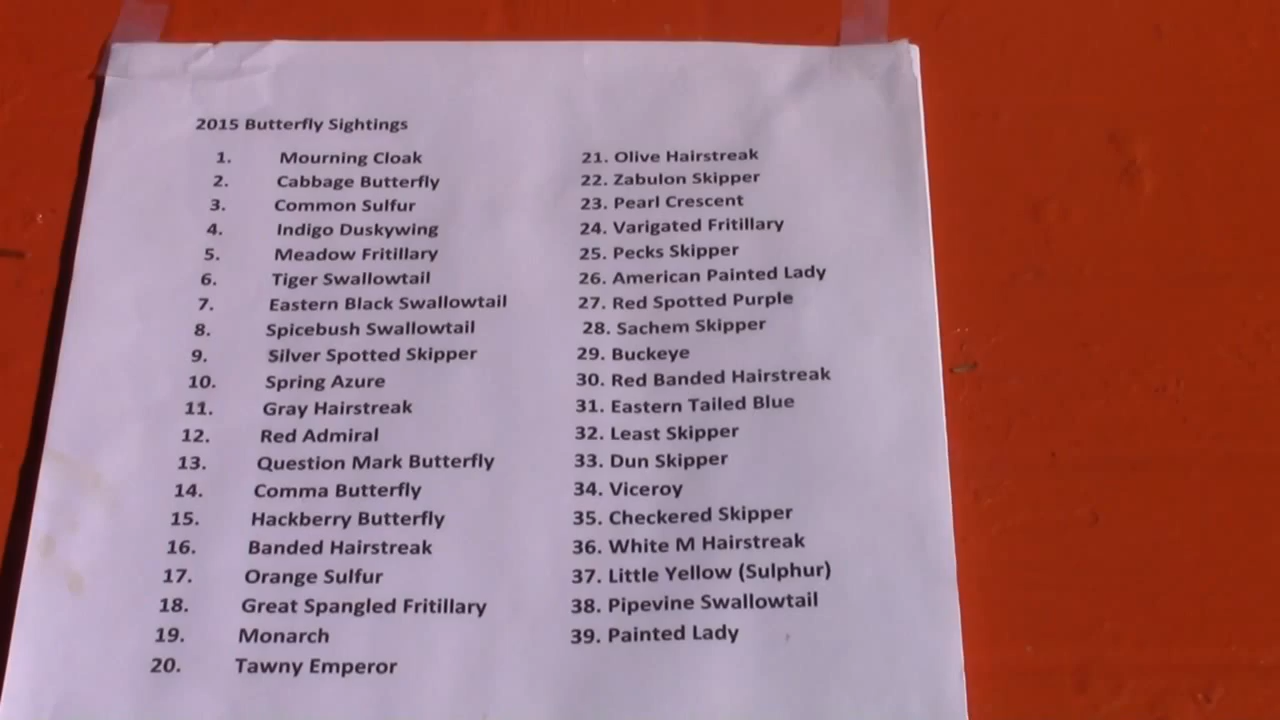 2015 Butterfly Sightings
1. Mourning Cloak
2. Cabbage Butterfly
3. Common Sulfur
4. Indigo Duskywing
5. Meadow Fritillary
6. Tiger Swallowtail
7. Eastern Black Swallowtail
8. Spicebush Swallowtail
9. Silver Spotted Skipper
10. Spring Azure
11. Gray Hairstreak
12. Red Admiral
13. Question Mark Butterfly
14. Comma Butterfly
15. Hackberry Butterfly
16. Banded Hairstreak
17. Orange Sulfur
18. Great Spangled Fritillary
19. Monarch
20. Tawny Emperor
21. Olive Hairstreak
22. Zabulon Skipper
23. Pearl Crescent
24. Varigated Fritillary
25. Pecks Skipper
26. American Painted Lady
27. Red Spotted Purple
28. Sachem Skipper
29. Buckeye
30. Red Banded Hairstreak
31. Eastern Tailed Blue
32. Least Skipper
33. Dun Skipper
34. Viceroy
35. Checkered Skipper
36. White M Hairstreak
37. Little Yellow (Sulphur)
38. Pipevine Swallowtail
39. Painted Lady